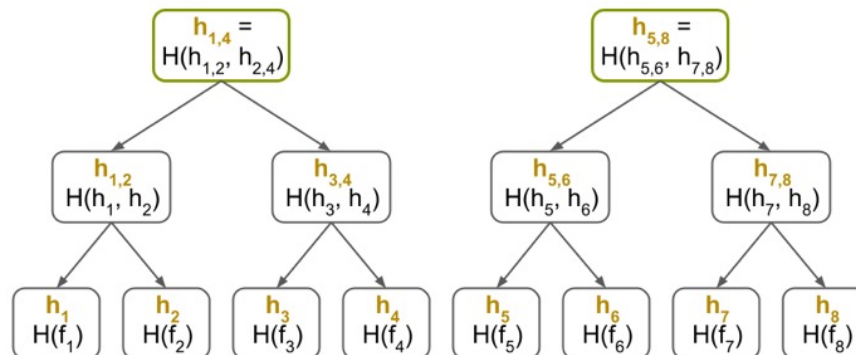 h₁,₄ =
H(h₁,₂, h₂,₄)
h₅,₈ =
H(h₅,₆, h₇,₈)
h₁,₂
H(h₁, h₂)
h₃,₄
H(h₃, h₄)
h₅,₆
H(h₅, h₆)
h₇,₈
H(h₇, h₈)
h₁
H(f₁)
h₂
H(f₂)
h₃
H(f₃)
h₄
H(f₄)
h₅
H(f₅)
h₆
H(f₆)
h₇
H(f₇)
h₈
H(f₈)